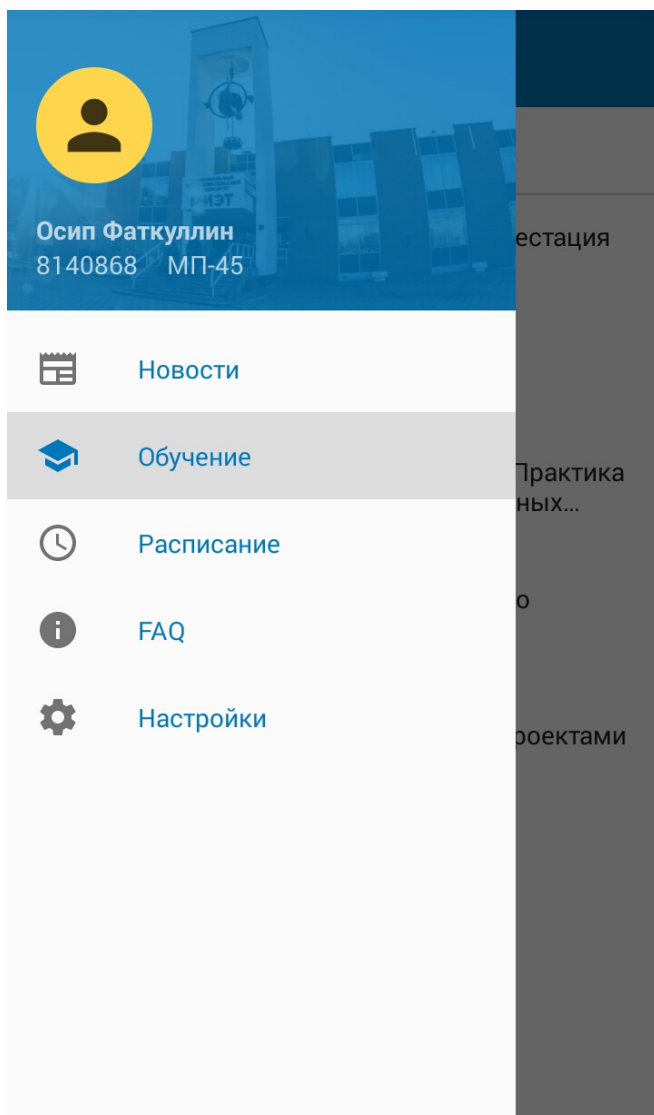 Осип Фаткуллин
8140868 МП-45
Новости
Обучение
Расписание
FAQ
Настройки
естация
Практика
ных...
о
роектами